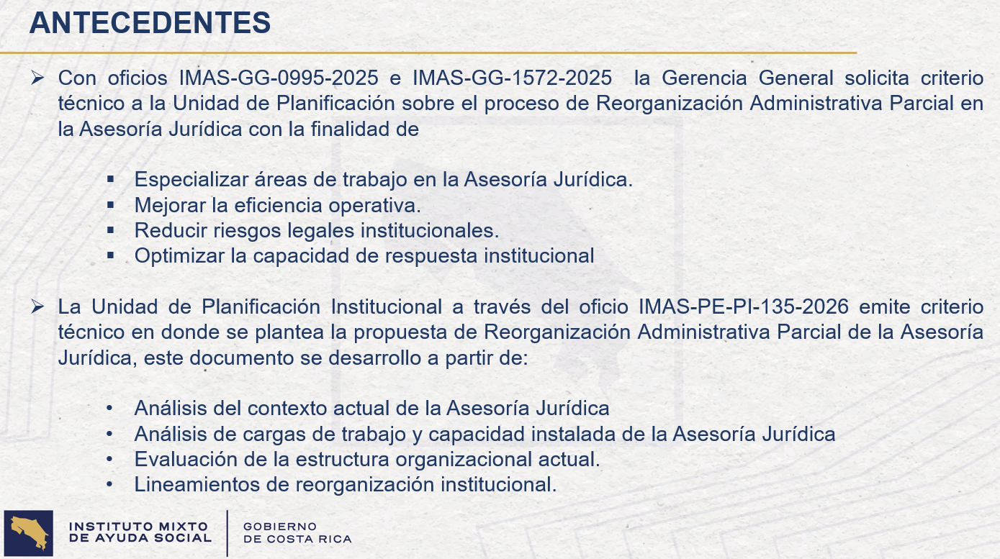 ANTECEDENTES
Con oficios IMAS-GG-0995-2025 e IMAS-GG-1572-2025 la Gerencia General solicita criterio
técnico a la Unidad de Planificación sobre el proceso de Reorganización Administrativa Parcial en
la Asesoría Jurídica con la finalidad de
▪ Especializar áreas de trabajo en la Asesoría Jurídica.
▪ Mejorar la eficiencia operativa.
▪ Reducir riesgos legales institucionales.
▪ Optimizar la capacidad de respuesta institucional
La Unidad de Planificación Institucional a través del oficio IMAS-PE-PI-135-2026 emite criterio
técnico en donde se plantea la propuesta de Reorganización Administrativa Parcial de la Asesoría
Jurídica, este documento se desarrollo a partir de:
• Análisis del contexto actual de la Asesoría Jurídica
• Análisis de cargas de trabajo y capacidad instalada de la Asesoría Jurídica
• Evaluación de la estructura organizacional actual.
• Lineamientos de reorganización institucional.
INSTITUTO MIXTO
DE AYUDA SOCIAL
GOBIERNO
DE COSTA RICA